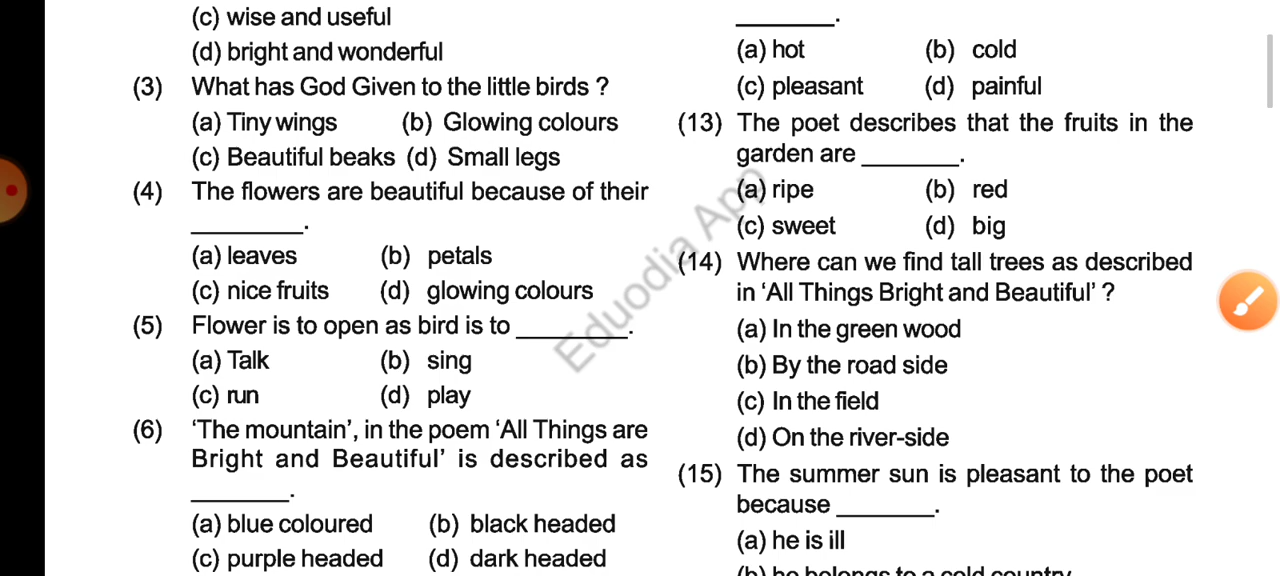 (c) wise and useful
(d) bright and wonderful
(3) What has God Given to the little birds ?
(a) Tiny wings (b) Glowing colours
(c) Beautiful beaks (d) Small legs
(4) The flowers are beautiful because of their
________.
(a) leaves (b) petals
(c) nice fruits (d) glowing colours
(5) Flower is to open as bird is to ________.
(a) Talk (b) sing
(c) run (d) play
(6) ‘The mountain’, in the poem ‘All Things are
Bright and Beautiful’ is described as
________.
(a) blue coloured (b) black headed
(c) purple headed (d) dark headed
________.
(a) hot (b) cold
(c) pleasant (d) painful
(13) The poet describes that the fruits in the
garden are ________.
(a) ripe (b) red
(c) sweet (d) big
(14) Where can we find tall trees as described
in ‘All Things Bright and Beautiful’ ?
(a) In the green wood
(b) By the road side
(c) In the field
(d) On the river-side
(15) The summer sun is pleasant to the poet
because ________.
(a) he is ill
(b) he belongs to a cold country
Eduodia App